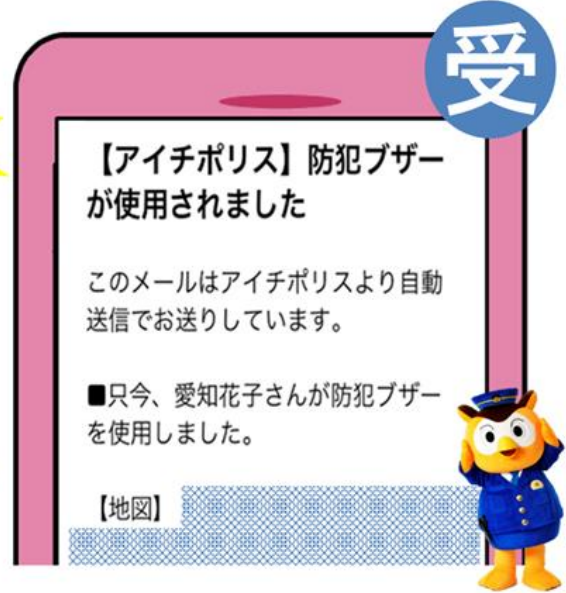 受
【アイチポリス】防犯ブザー
が使用されました
このメールはアイチポリスより自動
送信でお送りしています。
■只今、愛知花子さんが防犯ブザー
を使用しました。
【地図】